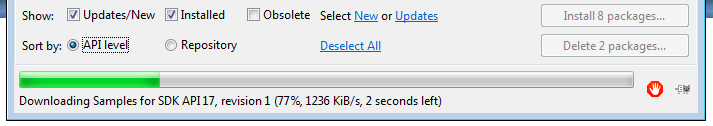 Show: Updates/New Installed Obsolete Select New or Updates Install 8 packages...
Sort by: API level Repository Deselect All Delete 2 packages...
Downloading Samples for SDK API 17, revision 1 (77%, 1236 KiB/s, 2 seconds left)